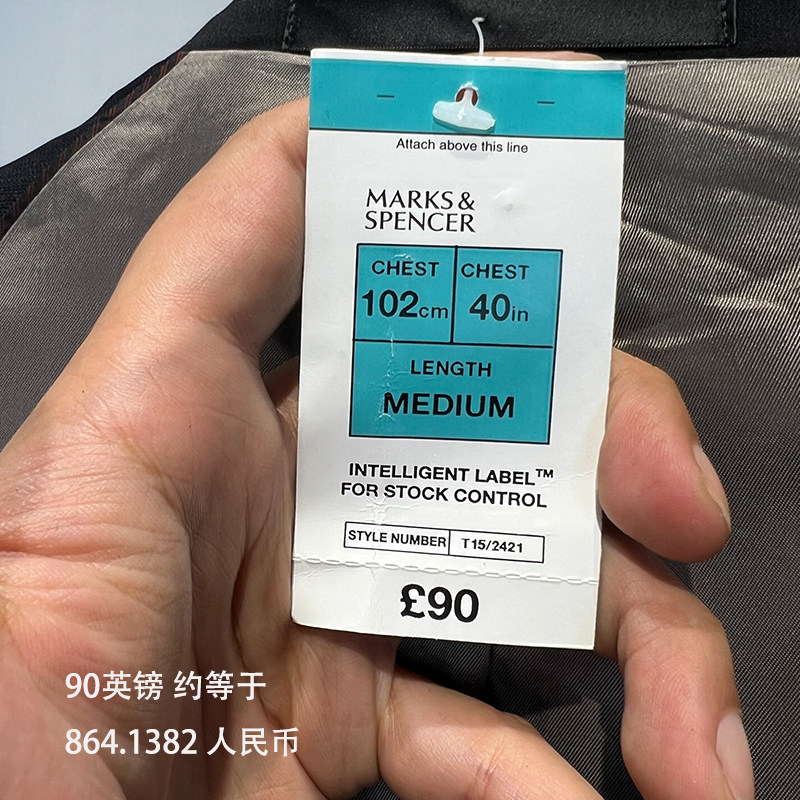 Attach above this line
MARKS &
SPENCER
CHEST CHEST
102cm 40in
LENGTH
MEDIUM
INTELLIGENT LABEL™
FOR STOCK CONTROL
STYLE NUMBER T15/2421
£90
90英镑 约等于
864.1382 人民币